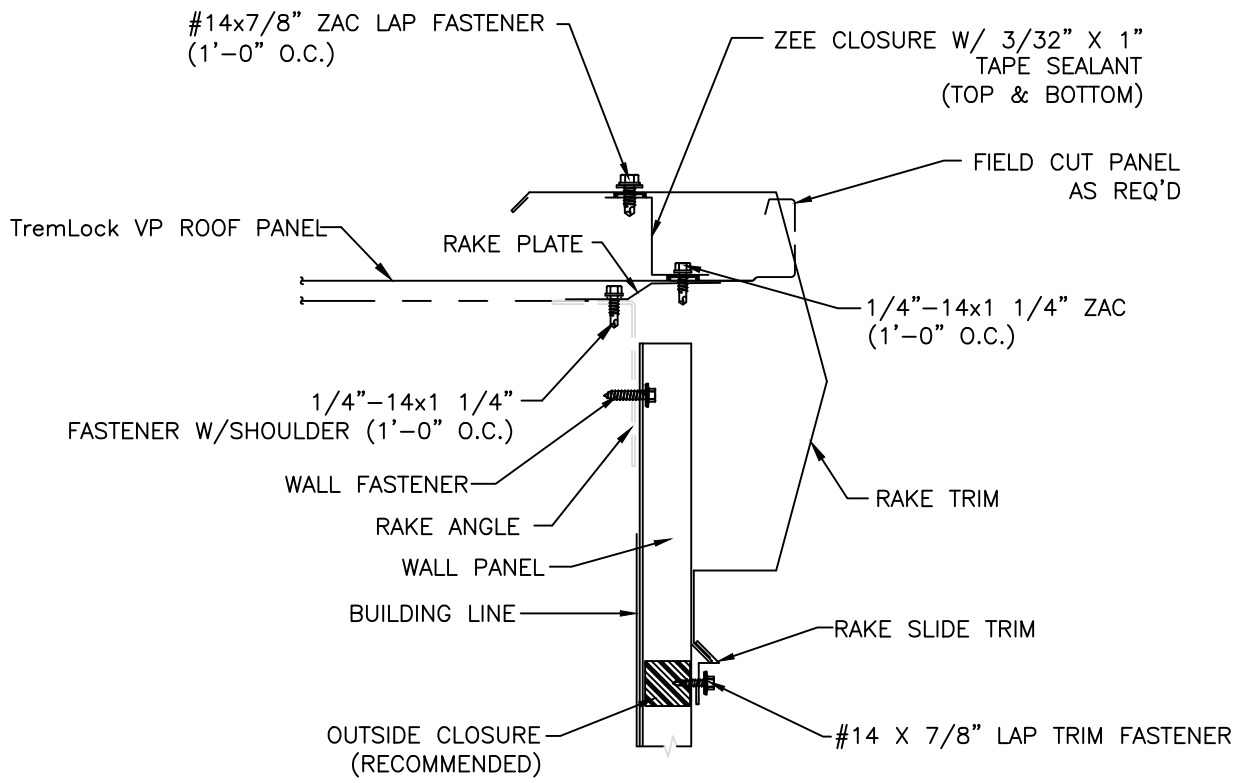 #14x7/8" ZAC LAP FASTENER
(1'-0" O.C.)
ZEE CLOSURE W/ 3/32" X 1"
TAPE SEALANT
(TOP & BOTTOM)
FIELD CUT PANEL
AS REQ'D
TremLock VP ROOF PANEL
RAKE PLATE
1/4"-14x1 1/4" ZAC
(1'-0" O.C.)
1/4"-14x1 1/4"
FASTENER W/SHOULDER (1'-0" O.C.)
WALL FASTENER
RAKE TRIM
RAKE ANGLE
WALL PANEL
BUILDING LINE
RAKE SLIDE TRIM
OUTSIDE CLOSURE
(RECOMMENDED)
#14 X 7/8" LAP TRIM FASTENER